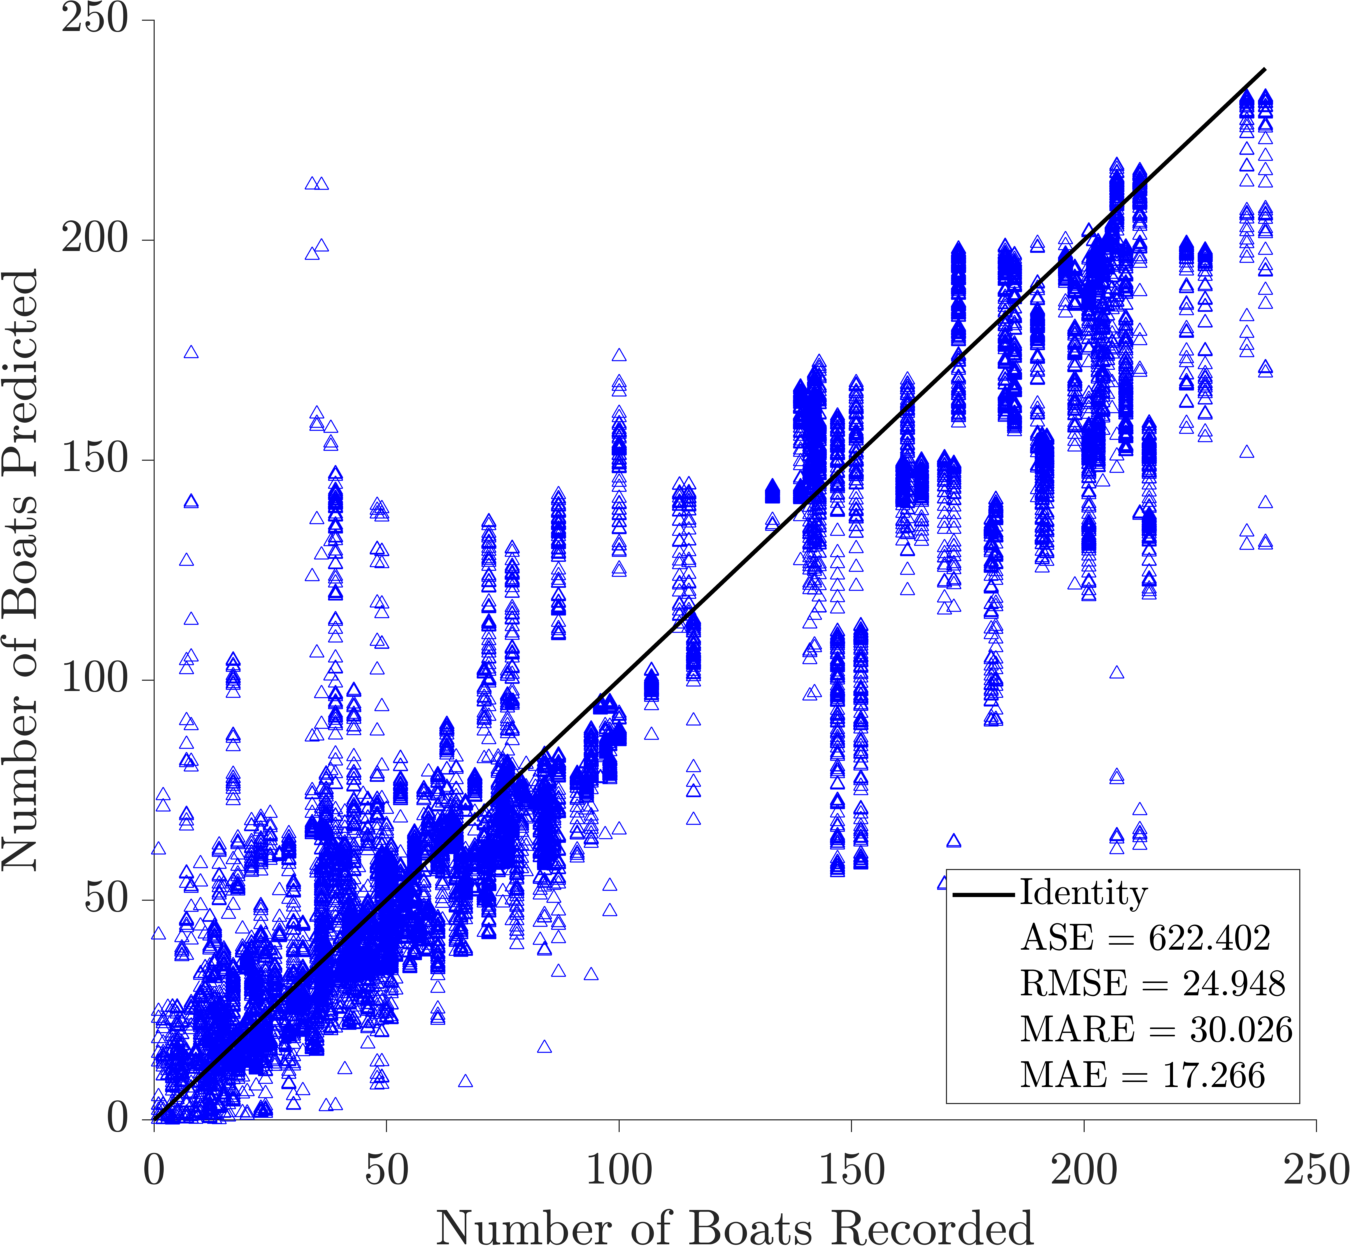 250
200
150
100
50
0
Number of Boats Predicted
Identity
ASE = 622.402
RMSE = 24.948
MARE = 30.026
MAE = 17.266
0 50 100 150 200 250
Number of Boats Recorded